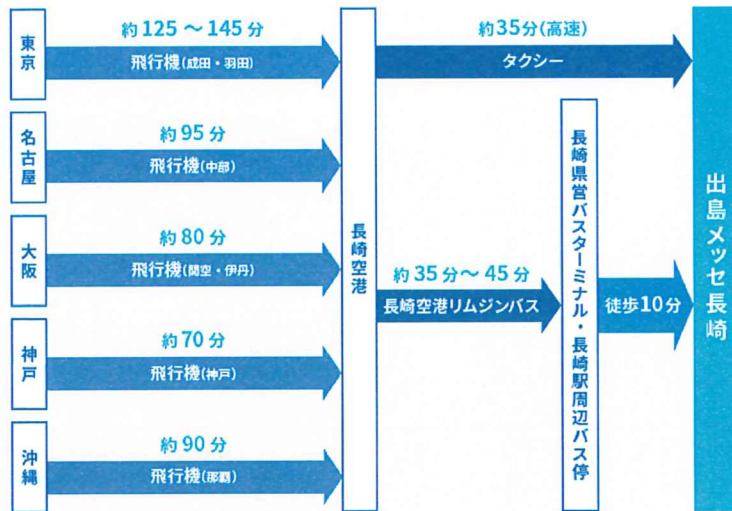 東京
約125～145分
飛行機(成田・羽田)
名古屋
約95分
飛行機(中部)
大阪
約80分
飛行機(関空・伊丹)
神戸
約70分
飛行機(神戸)
沖縄
約90分
飛行機(那覇)
長崎空港
約35分(高速)
タクシー
約35分～45分
長崎空港リムジンバス
長崎県営バスターミナル・長崎駅周辺バス停
徒歩10分
出島メッセ長崎